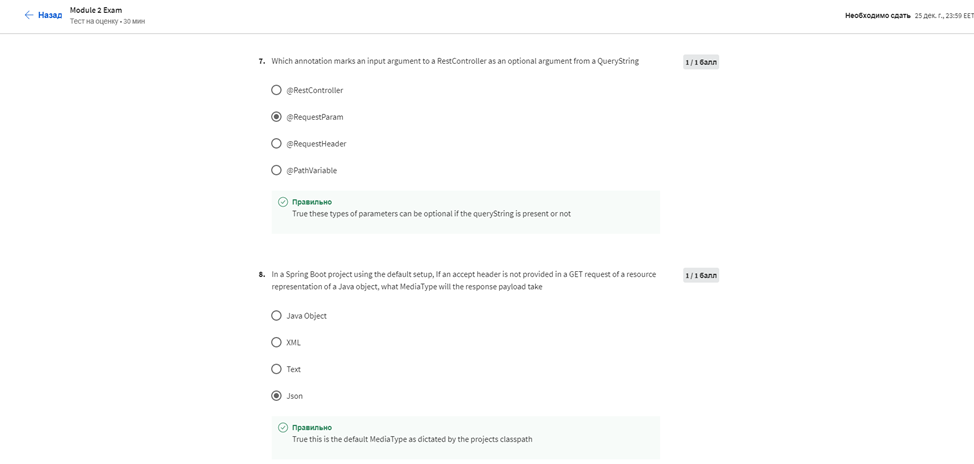 Назад
Module 2 Exam
Тест на оценку • 30 мин
Необходимо сдать 25 дек. г., 23:59 EET
7. Which annotation marks an input argument to a RestController as an optional argument from a QueryString
1 / 1 балл
@RestController
@RequestParam
@RequestHeader
@PathVariable
Правильно
True these types of parameters can be optional if the queryString is present or not
8. In a Spring Boot project using the default setup, If an accept header is not provided in a GET request of a resource
representation of a Java object, what MediaType will the response payload take
1 / 1 балл
Java Object
XML
Text
Json
Правильно
True this is the default MediaType as dictated by the projects classpath